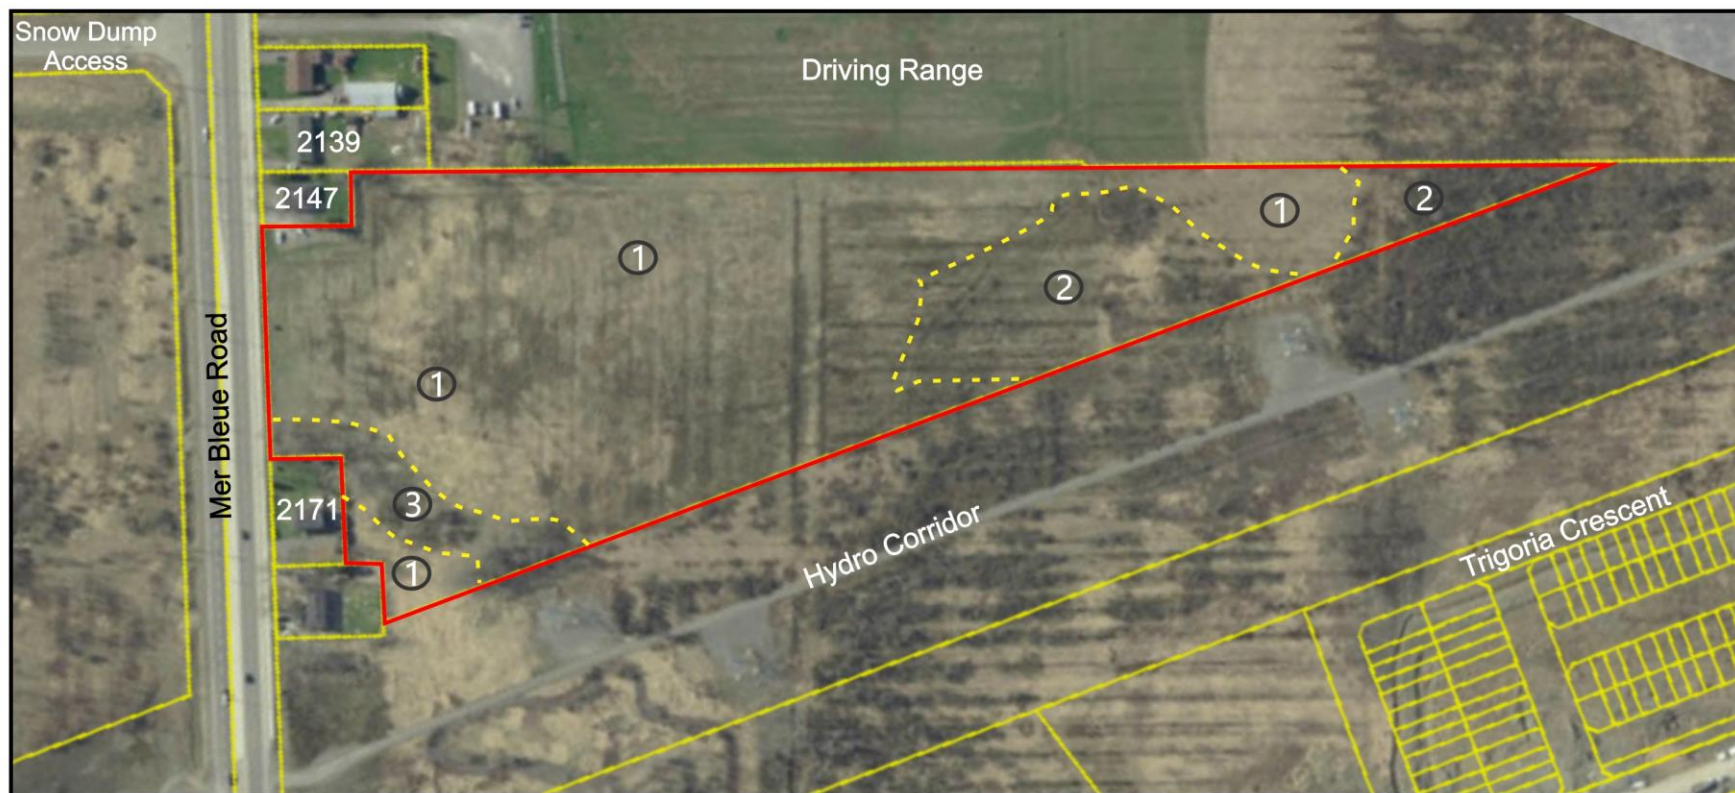 Snow Dump
Access
Driving Range
2139
2147
1
2
1
2
1
Mer Bleue Road
3
2171
1
Hydro Corridor
Trigoria Crescent